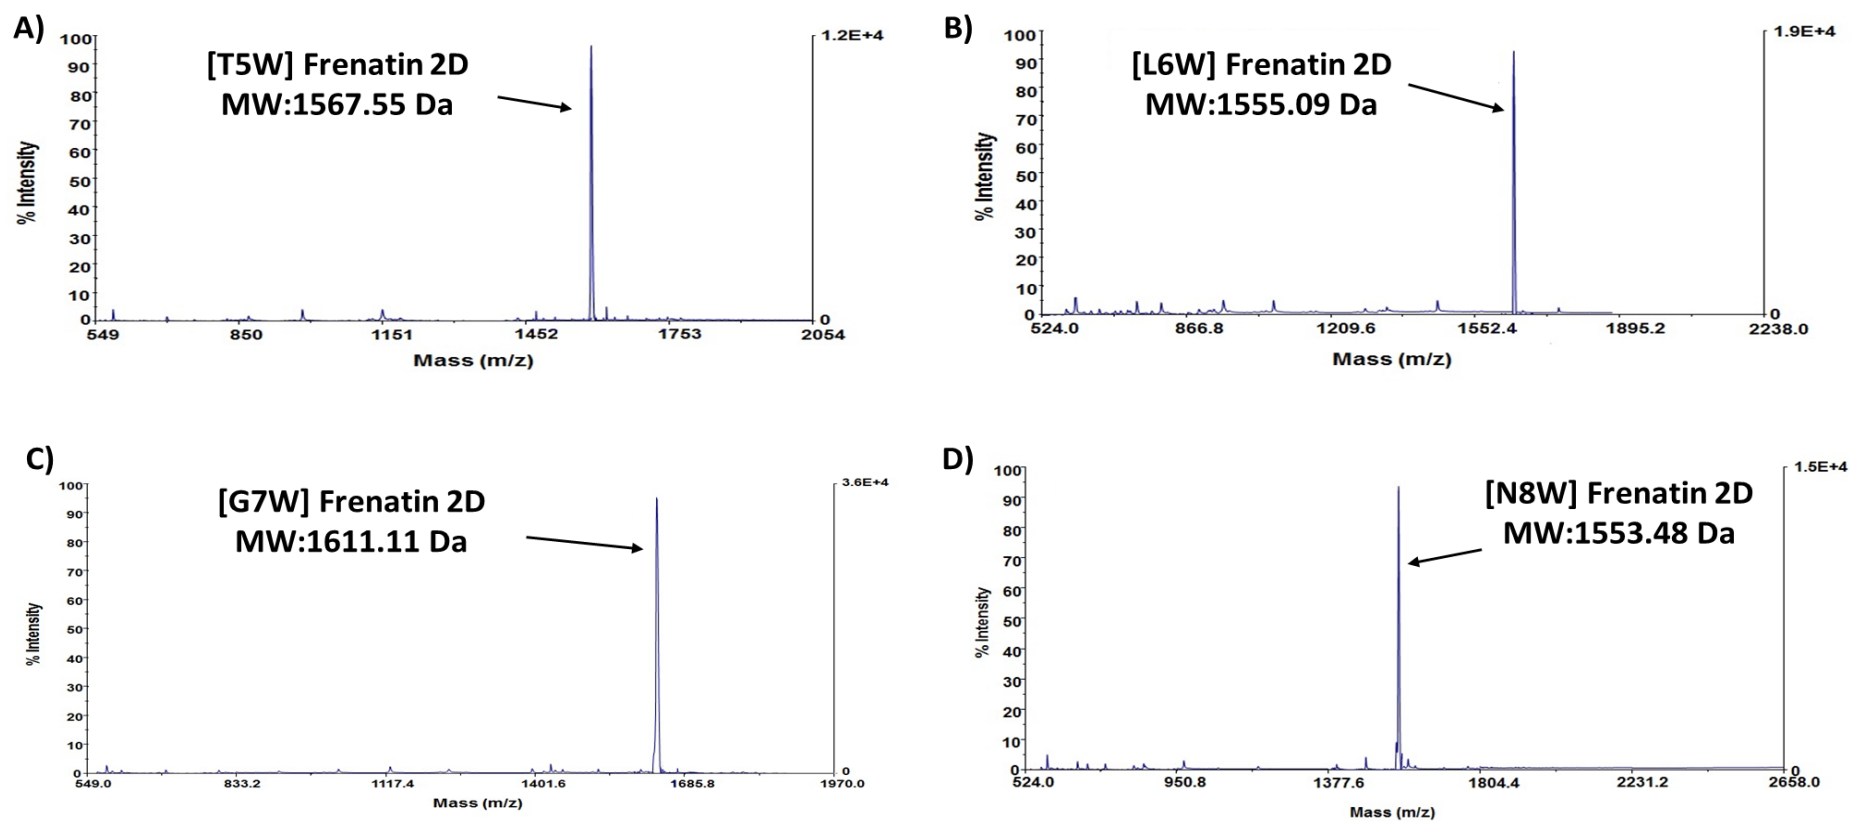 A)
[T5W] Frenatin 2D
MW:1567.55 Da
1.2E+4
100
90
80
70
60
50
40
30
20
10
0
0
% Intensity
549 850 1151 1452 1753 2054
Mass (m/z)
B)
[L6W] Frenatin 2D
MW:1555.09 Da
1.9E+4
100
90
80
70
60
50
40
30
20
10
0
0
% Intensity
524.0 866.8 1209.6 1552.4 1895.2 2238.0
Mass (m/z)
C)
[G7W] Frenatin 2D
MW:1611.11 Da
3.6E+4
100
90
80
70
60
50
40
30
20
10
0
0
% Intensity
549.0 833.2 1117.4 1401.6 1685.8 1970.0
Mass (m/z)
D)
[N8W] Frenatin 2D
MW:1553.48 Da
1.5E+4
100
90
80
70
60
50
40
30
20
10
0
0
% Intensity
524.0 950.8 1377.6 1804.4 2231.2 2658.0
Mass (m/z)